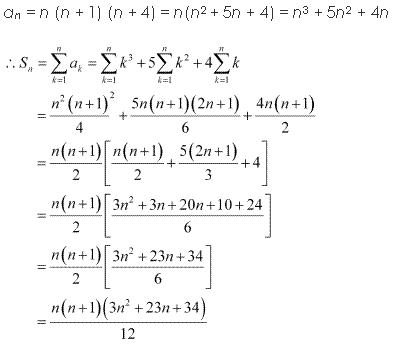 aₙ = n (n + 1) (n + 4) = n(n² + 5n + 4) = n³ + 5n² + 4n
∴ Sₙ = ∑ₖ₌₁ⁿ aₖ = ∑ₖ₌₁ⁿ k³ + 5∑ₖ₌₁ⁿ k² + 4∑ₖ₌₁ⁿ k
= n²(n+1)²/4 + 5n(n+1)(2n+1)/6 + 4n(n+1)/2
= n(n+1)/2 [n(n+1)/2 + 5(2n+1)/3 + 4]
= n(n+1)/2 [3n² + 3n + 20n + 10 + 24/6]
= n(n+1)/2 [3n² + 23n + 34/6]
= n(n+1)(3n² + 23n + 34)/12